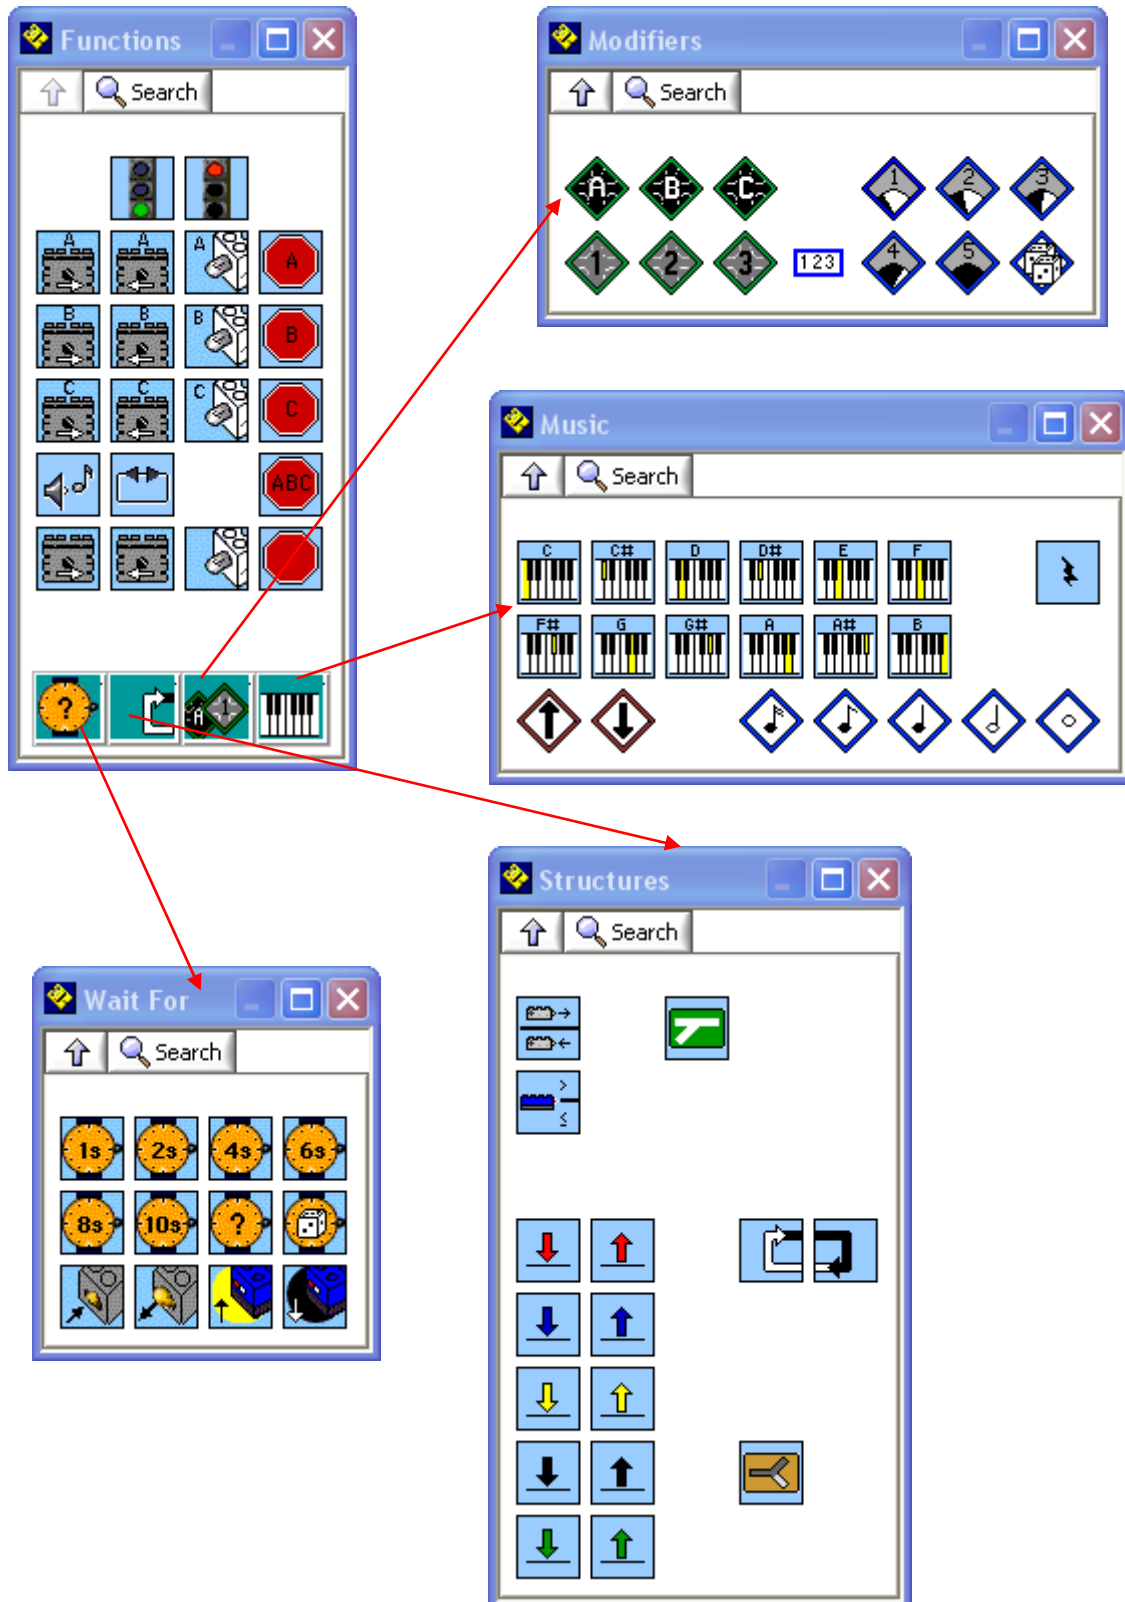 Functions
Search
A A A A
B B B B
C C C C
ABC
?
A 1
Modifiers
Search
A B C 1 2 3
1 2 3 123 4 5
Music
Search
C C# D D# E F
F# G G# A A# B
Structures
Search
>
≤
Wait For
Search
1s 2s 4s 6s
8s 10s ?